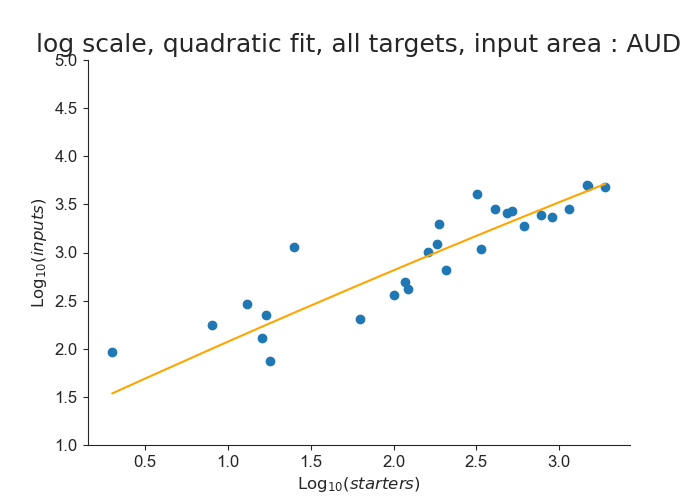 log scale, quadratic fit, all targets, input area : AUD
5.0
4.5
4.0
3.5
3.0
2.5
2.0
1.5
1.0
Log10(inputs)
0.5 1.0 1.5 2.0 2.5 3.0
Log10(starters)